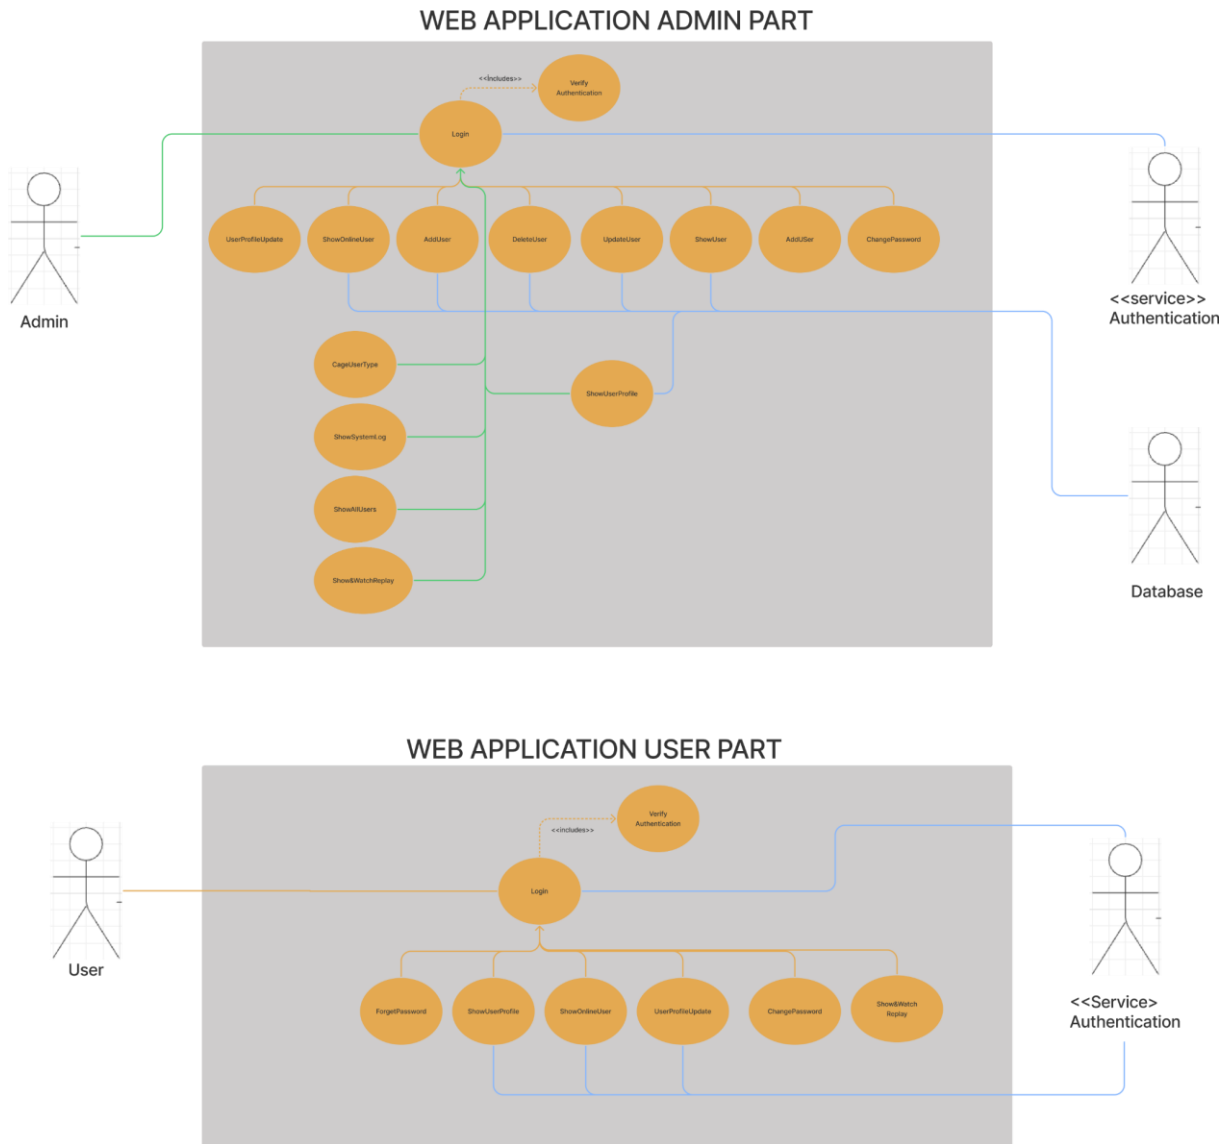 WEB APPLICATION ADMIN PART
<<Includes>>
Verify
Authentication
Login
UserProfileUpdate
ShowOnlineUser
AddUser
DeleteUser
UpdateUser
ShowUser
AddUSer
ChangePassword
Admin
<<service>>
Authentication
CageUserType
ShowUserProfile
ShowSystemLog
ShowAllUsers
Show&WatchReplay
Database
WEB APPLICATION USER PART
Verify
Authentication
<<includes>>
Login
User
ForgetPassword
ShowUserProfile
ShowOnlineUser
UserProfileUpdate
ChangePassword
Show&Watch
Replay
<<Service>
Authentication